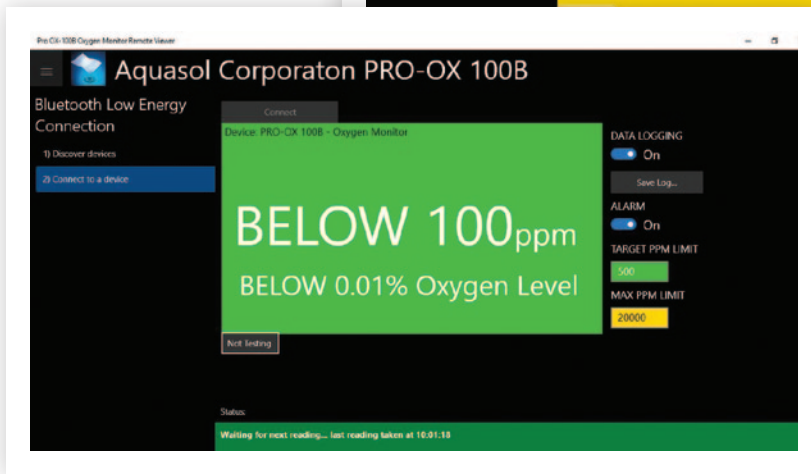 Pro OX-100B Oxygen Monitor Remote Viewer
Aquasol Corporaton PRO-OX 100B
Bluetooth Low Energy
Connection
1) Discover devices
2) Connect to a device
Connect
Device: PRO-OX 100B - Oxygen Monitor
BELOW 100ppm
BELOW 0.01% Oxygen Level
Not Testing
DATA LOGGING
On
Save Log...
ALARM
On
TARGET PPM LIMIT
500
MAX PPM LIMIT
20000
Status:
Waiting for next reading... last reading taken at 10:01:18